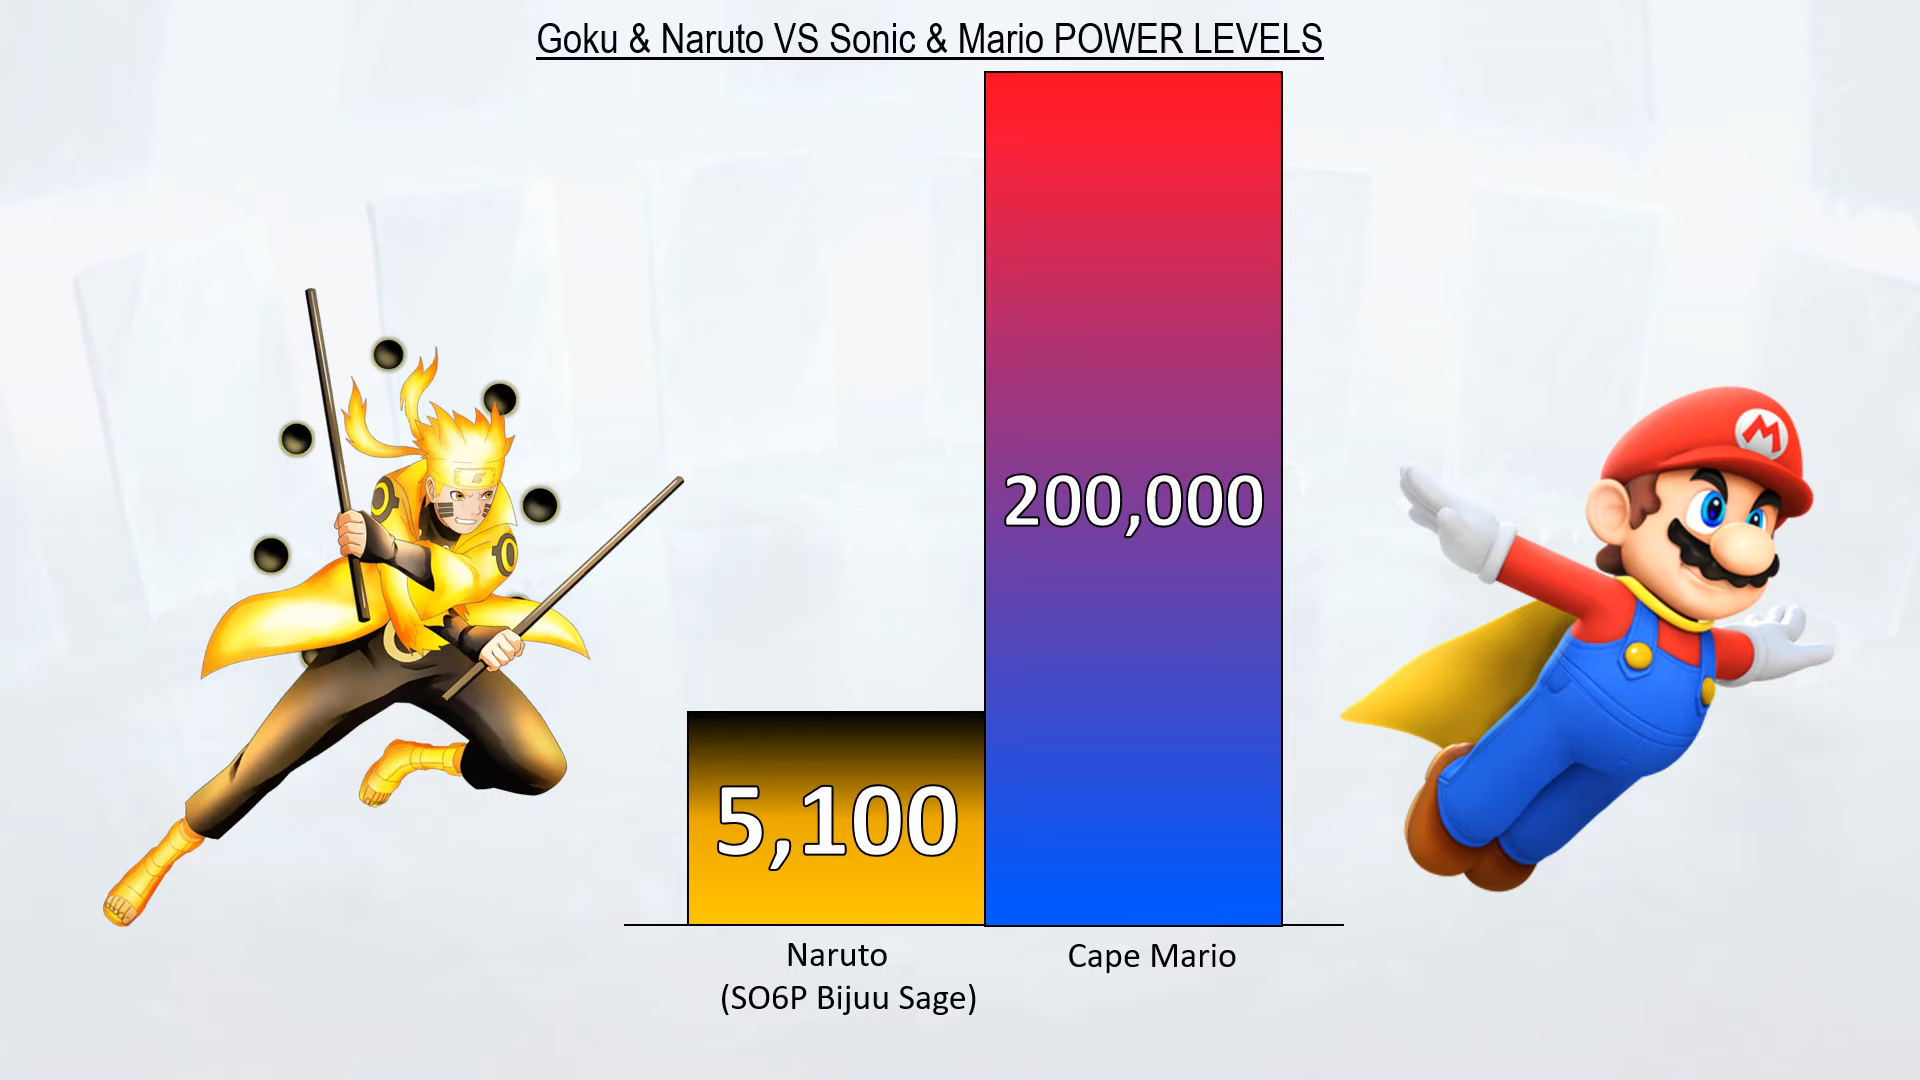 Goku & Naruto VS Sonic & Mario POWER LEVELS
200,000
5,100
Naruto
(SO6P Bijuu Sage)
Cape Mario
M